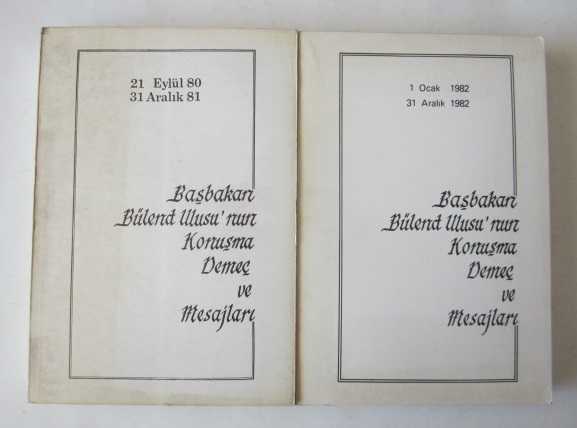 21 Eylül 80
31 Aralık 81
Başbakan
Bülend Ulusu'nun
Konuşma
Demeç
ve
Mesajları
1 Ocak 1982
31 Aralık 1982
Başbakan
Bülend Ulusu'nun
Konuşma
Demeç
ve
Mesajları